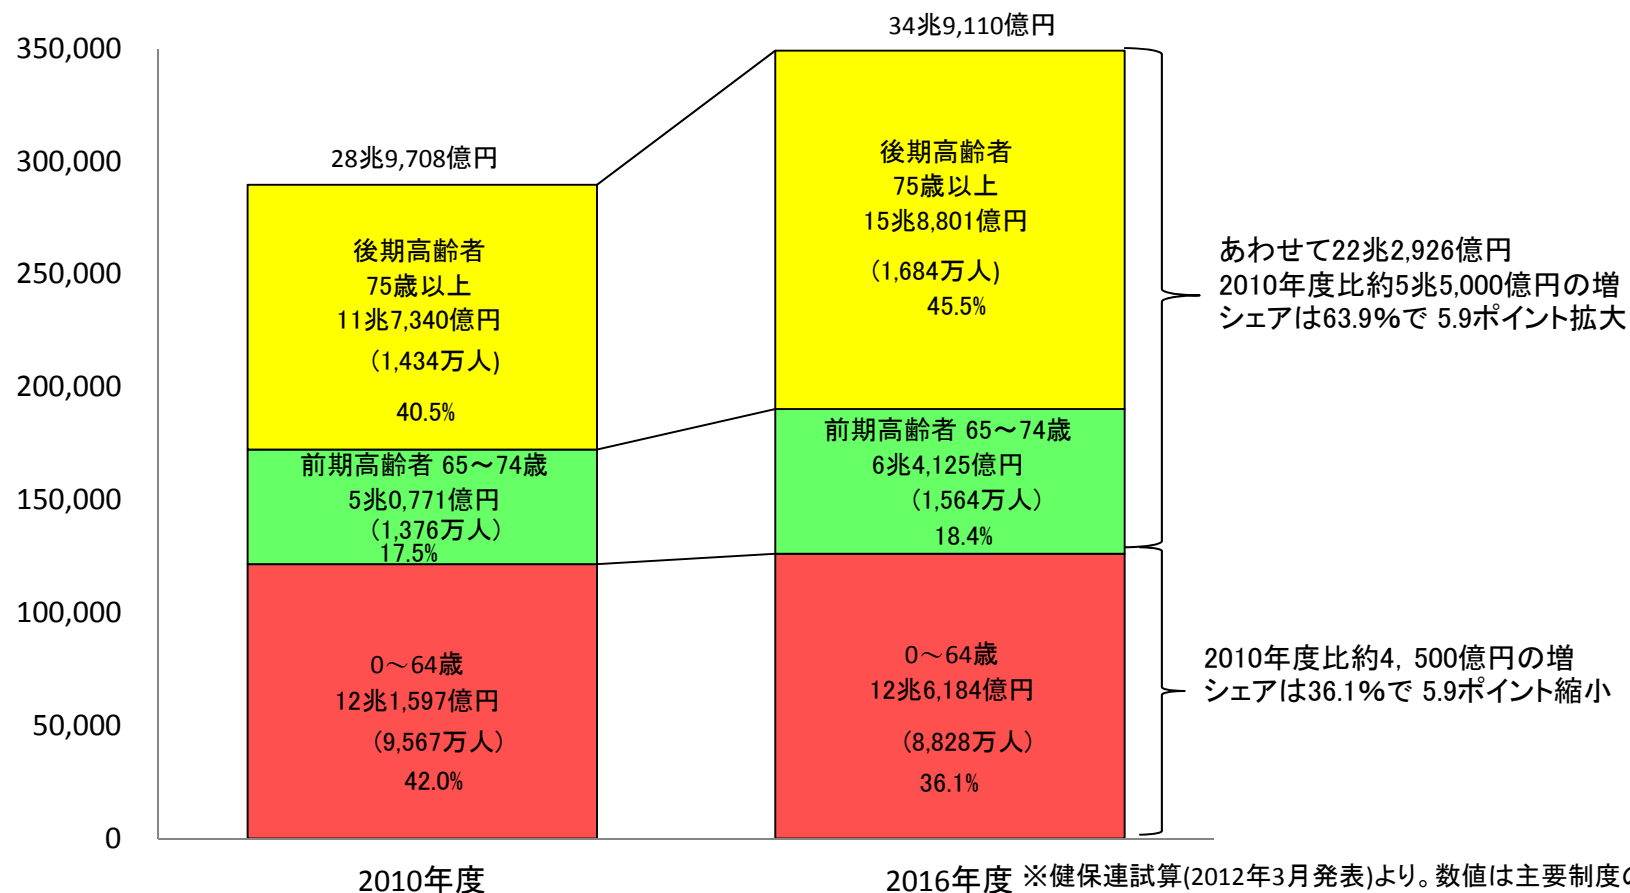 34兆9,110億円
350,000
300,000
250,000
200,000
150,000
100,000
50,000
0
28兆9,708億円
後期高齢者
75歳以上
11兆7,340億円
(1,434万人)
40.5%
前期高齢者 65～74歳
5兆0,771億円
(1,376万人)
17.5%
0～64歳
12兆1,597億円
(9,567万人)
42.0%
後期高齢者
75歳以上
15兆8,801億円
(1,684万人)
45.5%
前期高齢者 65～74歳
6兆4,125億円
(1,564万人)
18.4%
0～64歳
12兆6,184億円
(8,828万人)
36.1%
あわせて22兆2,926億円
2010年度比約5兆5,000億円の増
シェアは63.9%で 5.9ポイント拡大
2010年度比約4，500億円の増
シェアは36.1%で 5.9ポイント縮小
2010年度
2016年度
※健保連試算(2012年3月発表)より。数値は主要制度